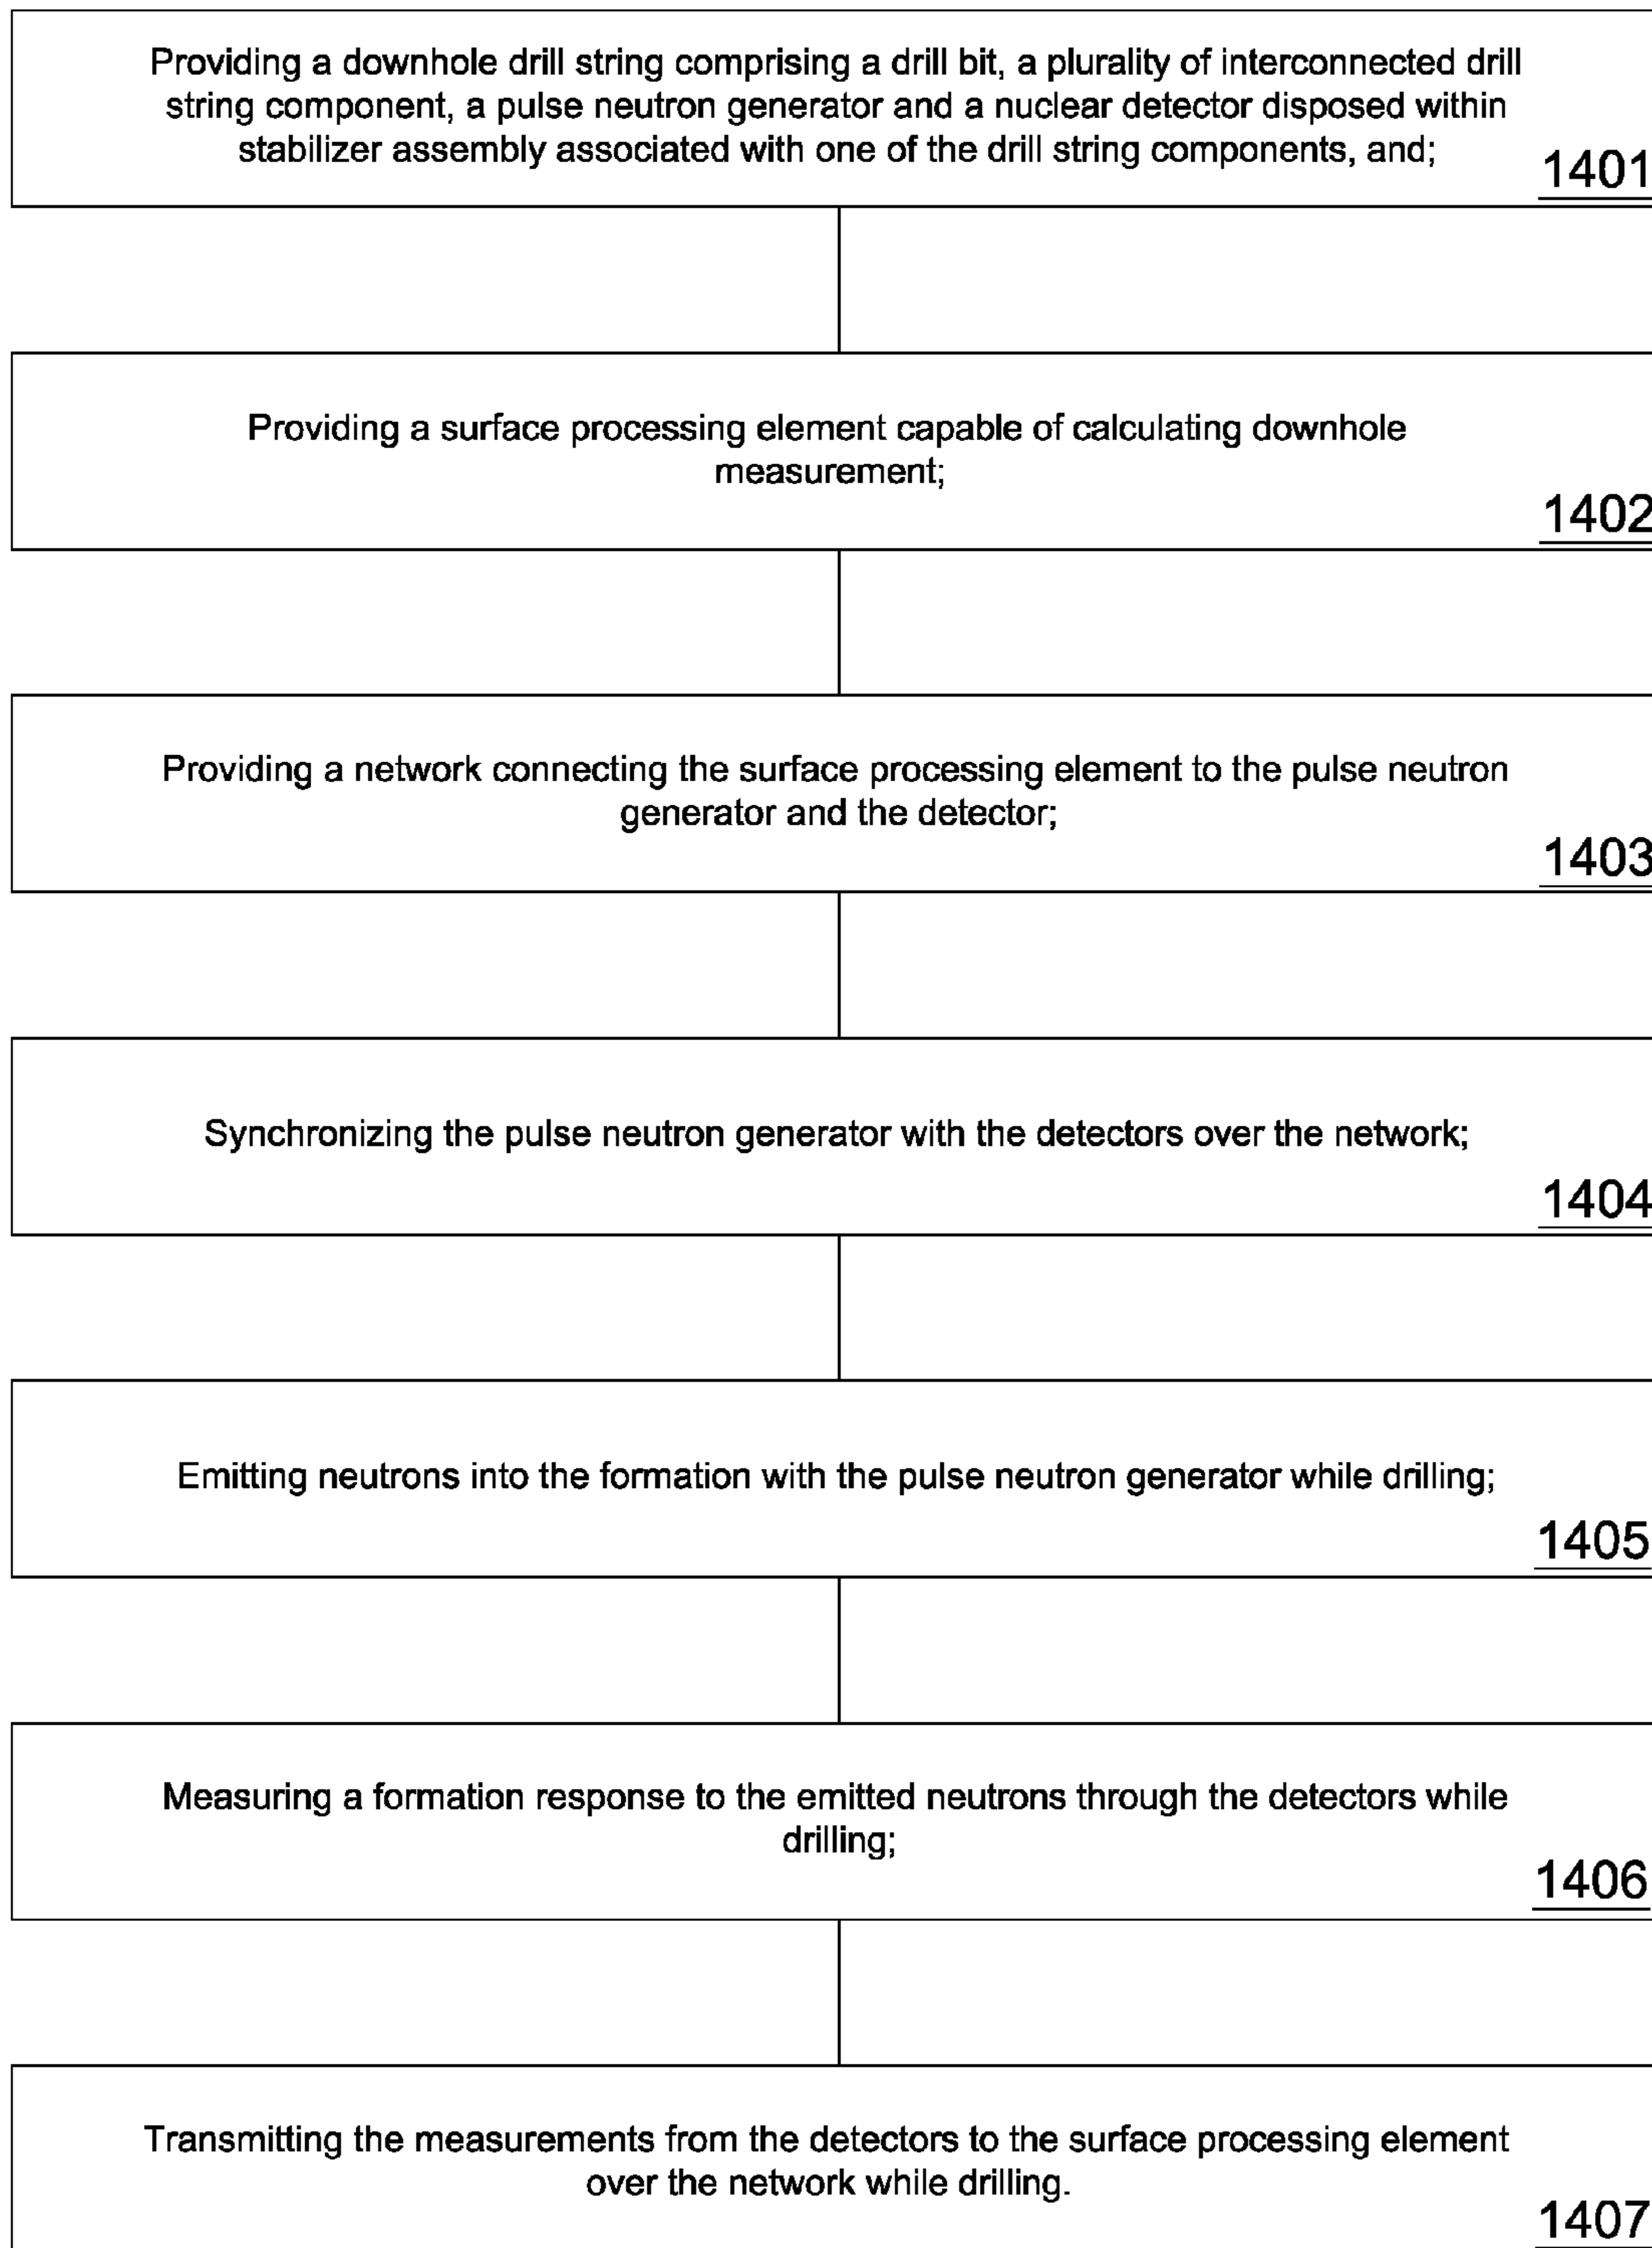 Providing a downhole drill string comprising a drill bit, a plurality of interconnected drill
string component, a pulse neutron generator and a nuclear detector disposed within
stabilizer assembly associated with one of the drill string components, and;
1401
Providing a surface processing element capable of calculating downhole
measurement;
1402
Providing a network connecting the surface processing element to the pulse neutron
generator and the detector;
1403
Synchronizing the pulse neutron generator with the detectors over the network;
1404
Emitting neutrons into the formation with the pulse neutron generator while drilling;
1405
Measuring a formation response to the emitted neutrons through the detectors while
drilling;
1406
Transmitting the measurements from the detectors to the surface processing element
over the network while drilling.
1407